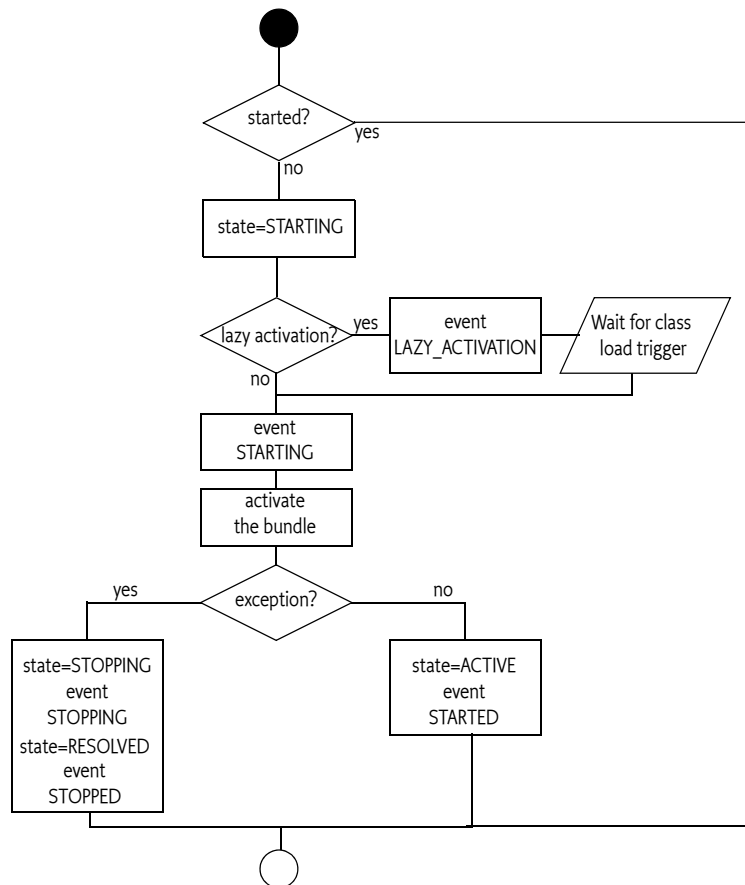 started?
yes
no
state=STARTING
lazy activation?
yes
event
LAZY_ACTIVATION
Wait for class
load trigger
no
event
STARTING
activate
the bundle
exception?
yes
no
state=STOPPING
event
STOPPING
state=RESOLVED
event
STOPPED
state=ACTIVE
event
STARTED